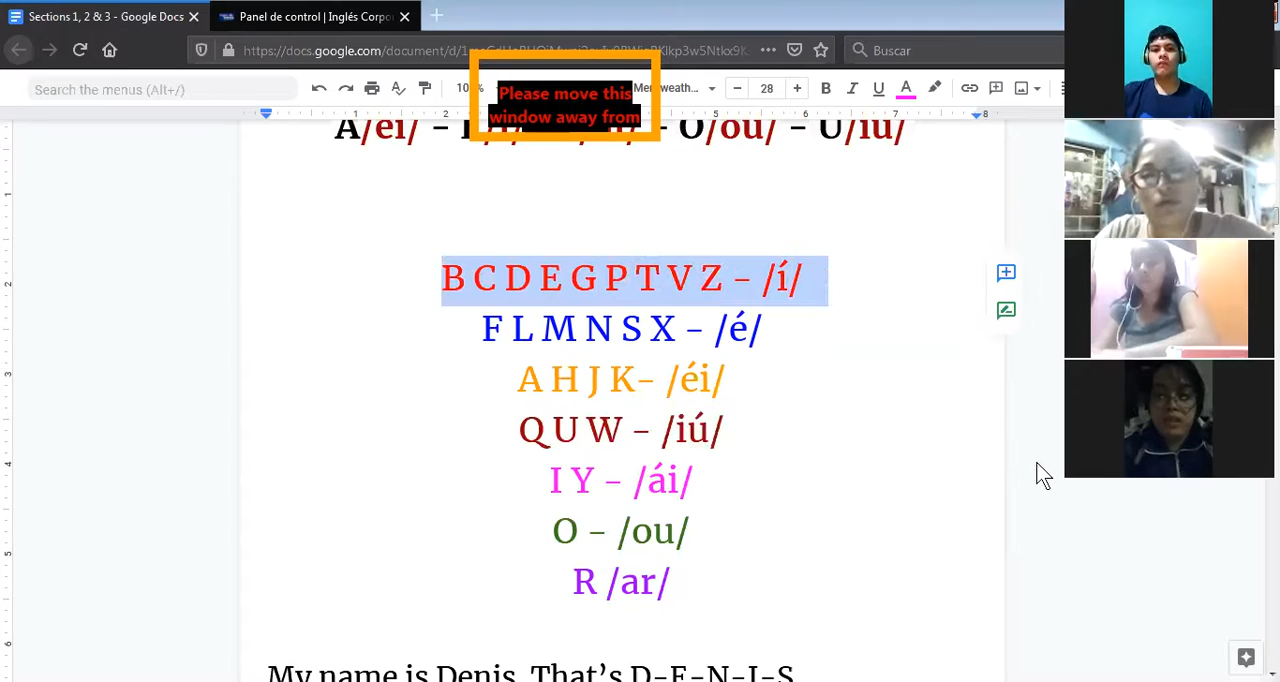 Sections 1, 2 & 3 - Google Docs
Panel de control | Inglés Corpo
https://docs.google.com/document/d/
Buscar
Search the menus (Alt+/)
Please move this
window away from
28
A/ei/ -
- O/ou/ - U/iu/
B C D E G P T V Z - /í/
F L M N S X - /é/
A H J K- /éi/
Q U W - /iú/
I Y - /ái/
O - /ou/
R /ar/
My name is Denis. That's D-E-N-I-S